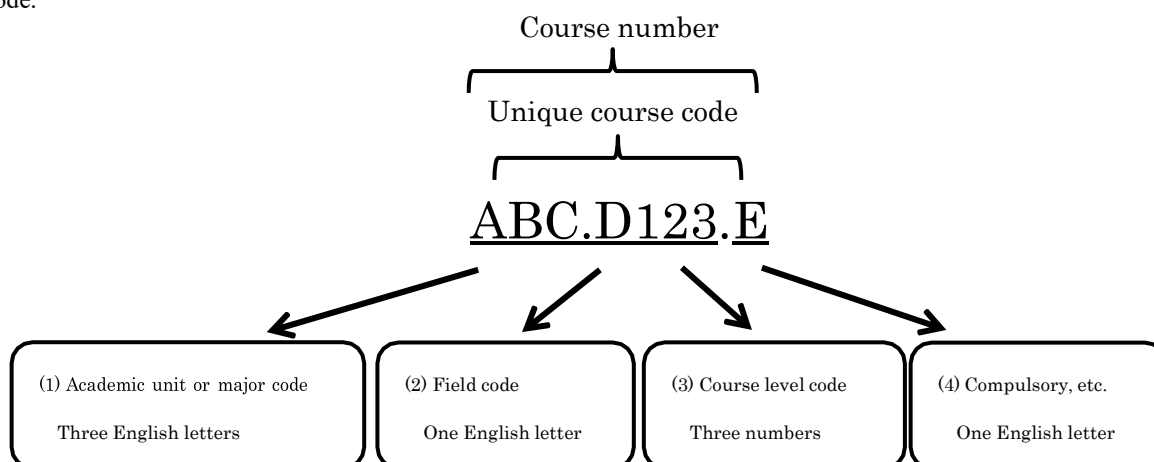 ode.
Course number
Unique course code
ABC.D123.E
(1) Academic unit or major code
Three English letters
(2) Field code
One English letter
(3) Course level code
Three numbers
(4) Compulsory, etc.
One English letter